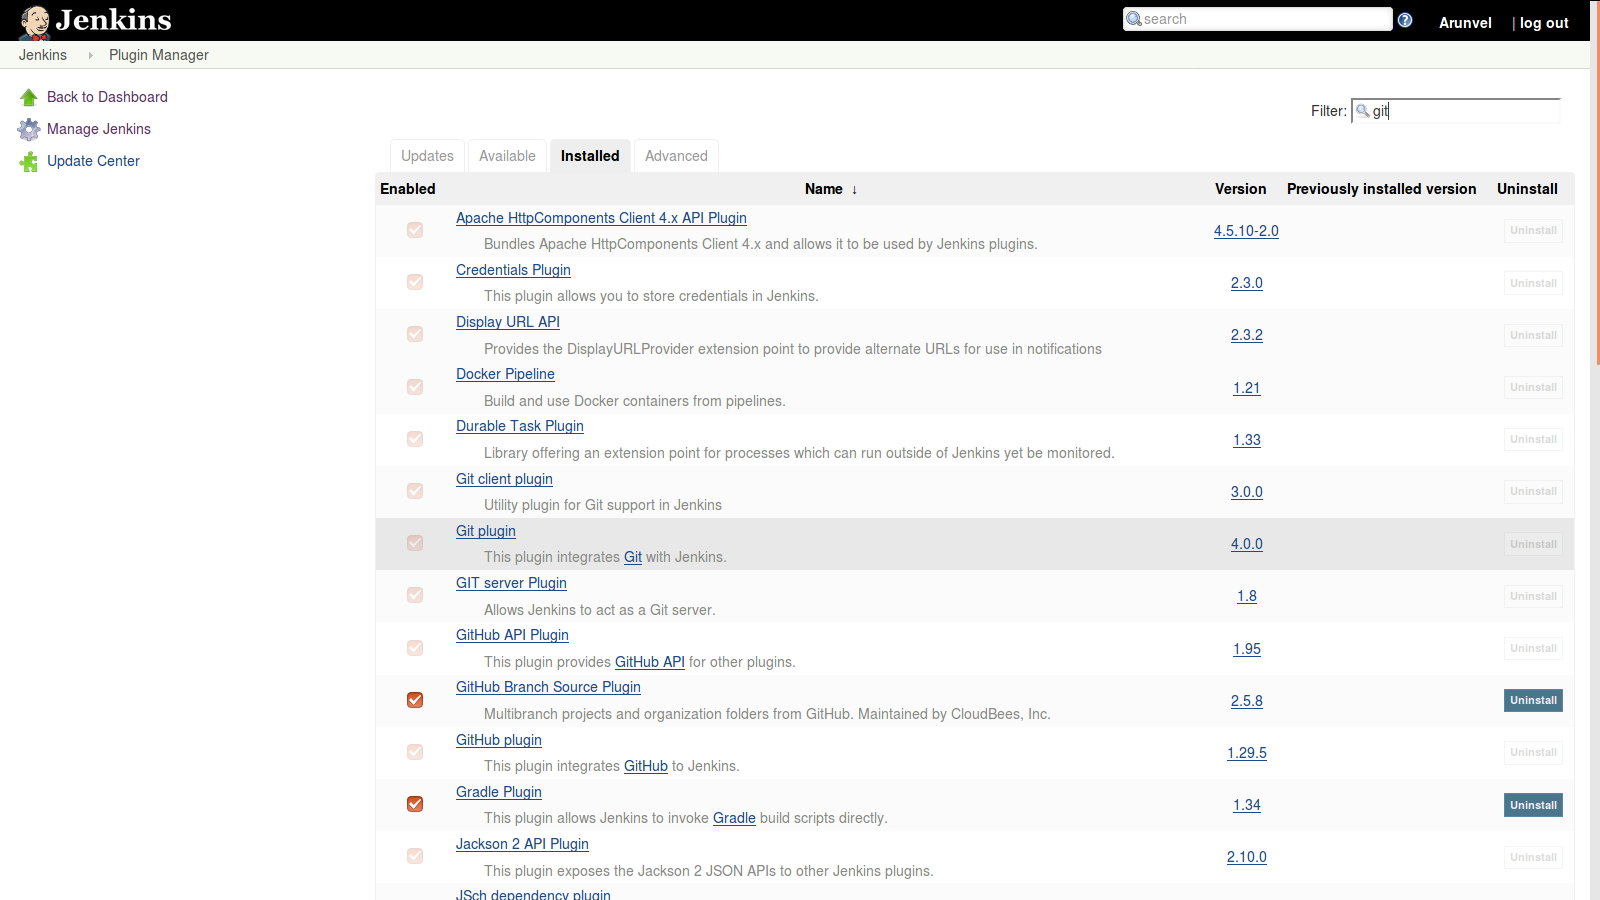 Jenkins
search
Arunvel
| log out
Jenkins
Plugin Manager
Back to Dashboard
Manage Jenkins
Update Center
Filter: git
Updates
Available
Installed
Advanced
Enabled
Name ↓
Version
Previously installed version
Uninstall
Apache HttpComponents Client 4.x API Plugin
Bundles Apache HttpComponents Client 4.x and allows it to be used by Jenkins plugins.
4.5.10-2.0
Uninstall
Credentials Plugin
This plugin allows you to store credentials in Jenkins.
2.3.0
Uninstall
Display URL API
Provides the DisplayURLProvider extension point to provide alternate URLs for use in notifications
2.3.2
Uninstall
Docker Pipeline
Build and use Docker containers from pipelines.
1.21
Uninstall
Durable Task Plugin
Library offering an extension point for processes which can run outside of Jenkins yet be monitored.
1.33
Uninstall
Git client plugin
Utility plugin for Git support in Jenkins
3.0.0
Uninstall
Git plugin
This plugin integrates Git with Jenkins.
4.0.0
Uninstall
GIT server Plugin
Allows Jenkins to act as a Git server.
1.8
Uninstall
GitHub API Plugin
This plugin provides GitHub API for other plugins.
1.95
Uninstall
GitHub Branch Source Plugin
Multibranch projects and organization folders from GitHub. Maintained by CloudBees, Inc.
2.5.8
Uninstall
GitHub plugin
This plugin integrates GitHub to Jenkins.
1.29.5
Uninstall
Gradle Plugin
This plugin allows Jenkins to invoke Gradle build scripts directly.
1.34
Uninstall
Jackson 2 API Plugin
This plugin exposes the Jackson 2 JSON APIs to other Jenkins plugins.
2.10.0
Uninstall
JSch dependency plugin